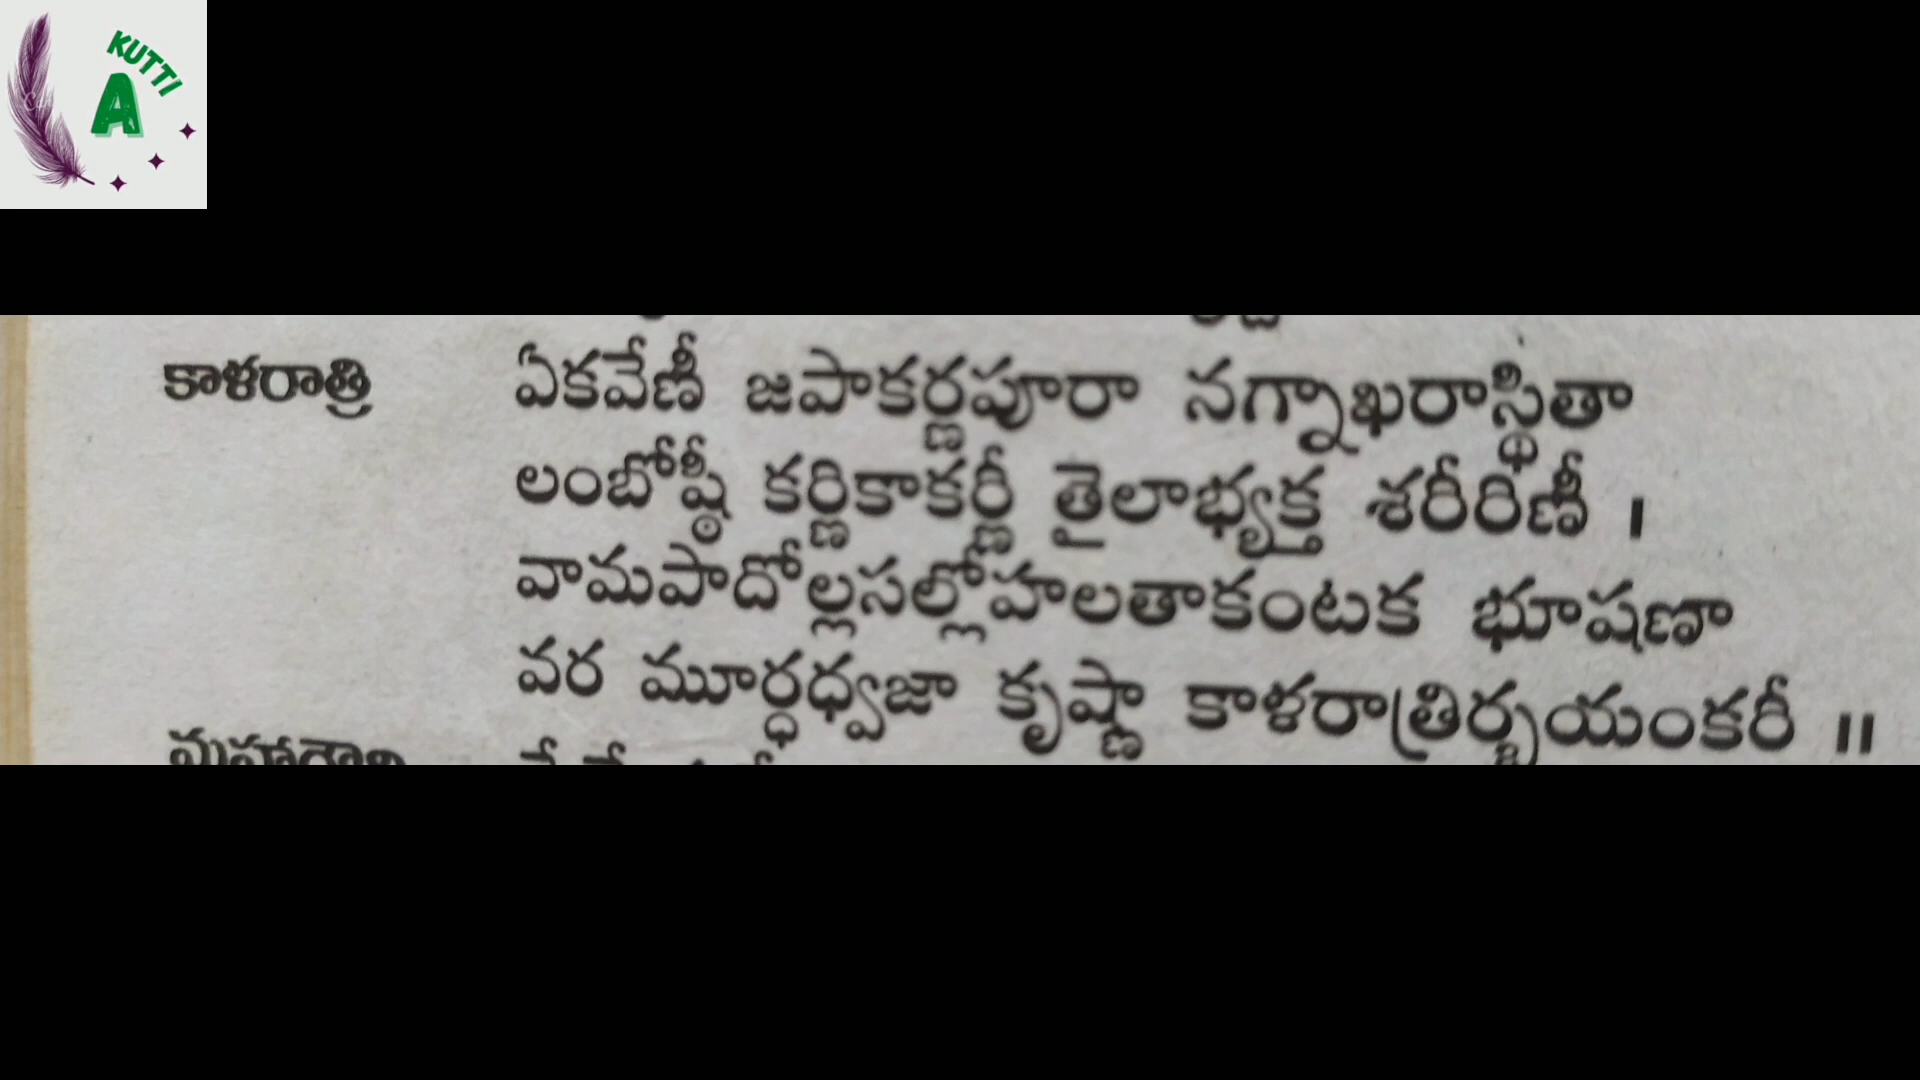 KUTTI
A
కాళరాత్రి ఏకవేణీ జపాకర్ణపూరా నగ్నాఖరాస్థితా
లంబోష్ఠీ కర్ణికాకర్ణీ తైలాభ్యక్త శరీరిణీ ।
వామపాదోల్లసల్లోహలతాకంటక భూషణా
వర మూర్ధధ్వజా కృష్ణా కాళరాత్రిర్భయంకరీ ॥